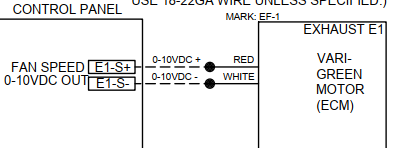 USE 18-22GA WIRE UNLESS SPECIFIED.)
CONTROL PANEL
MARK: EF-1
EXHAUST E1
FAN SPEED E1-S+ 0-10VDC + RED
0-10VDC OUT E1-S- 0-10VDC - WHITE
VARI-
GREEN
MOTOR
(ECM)